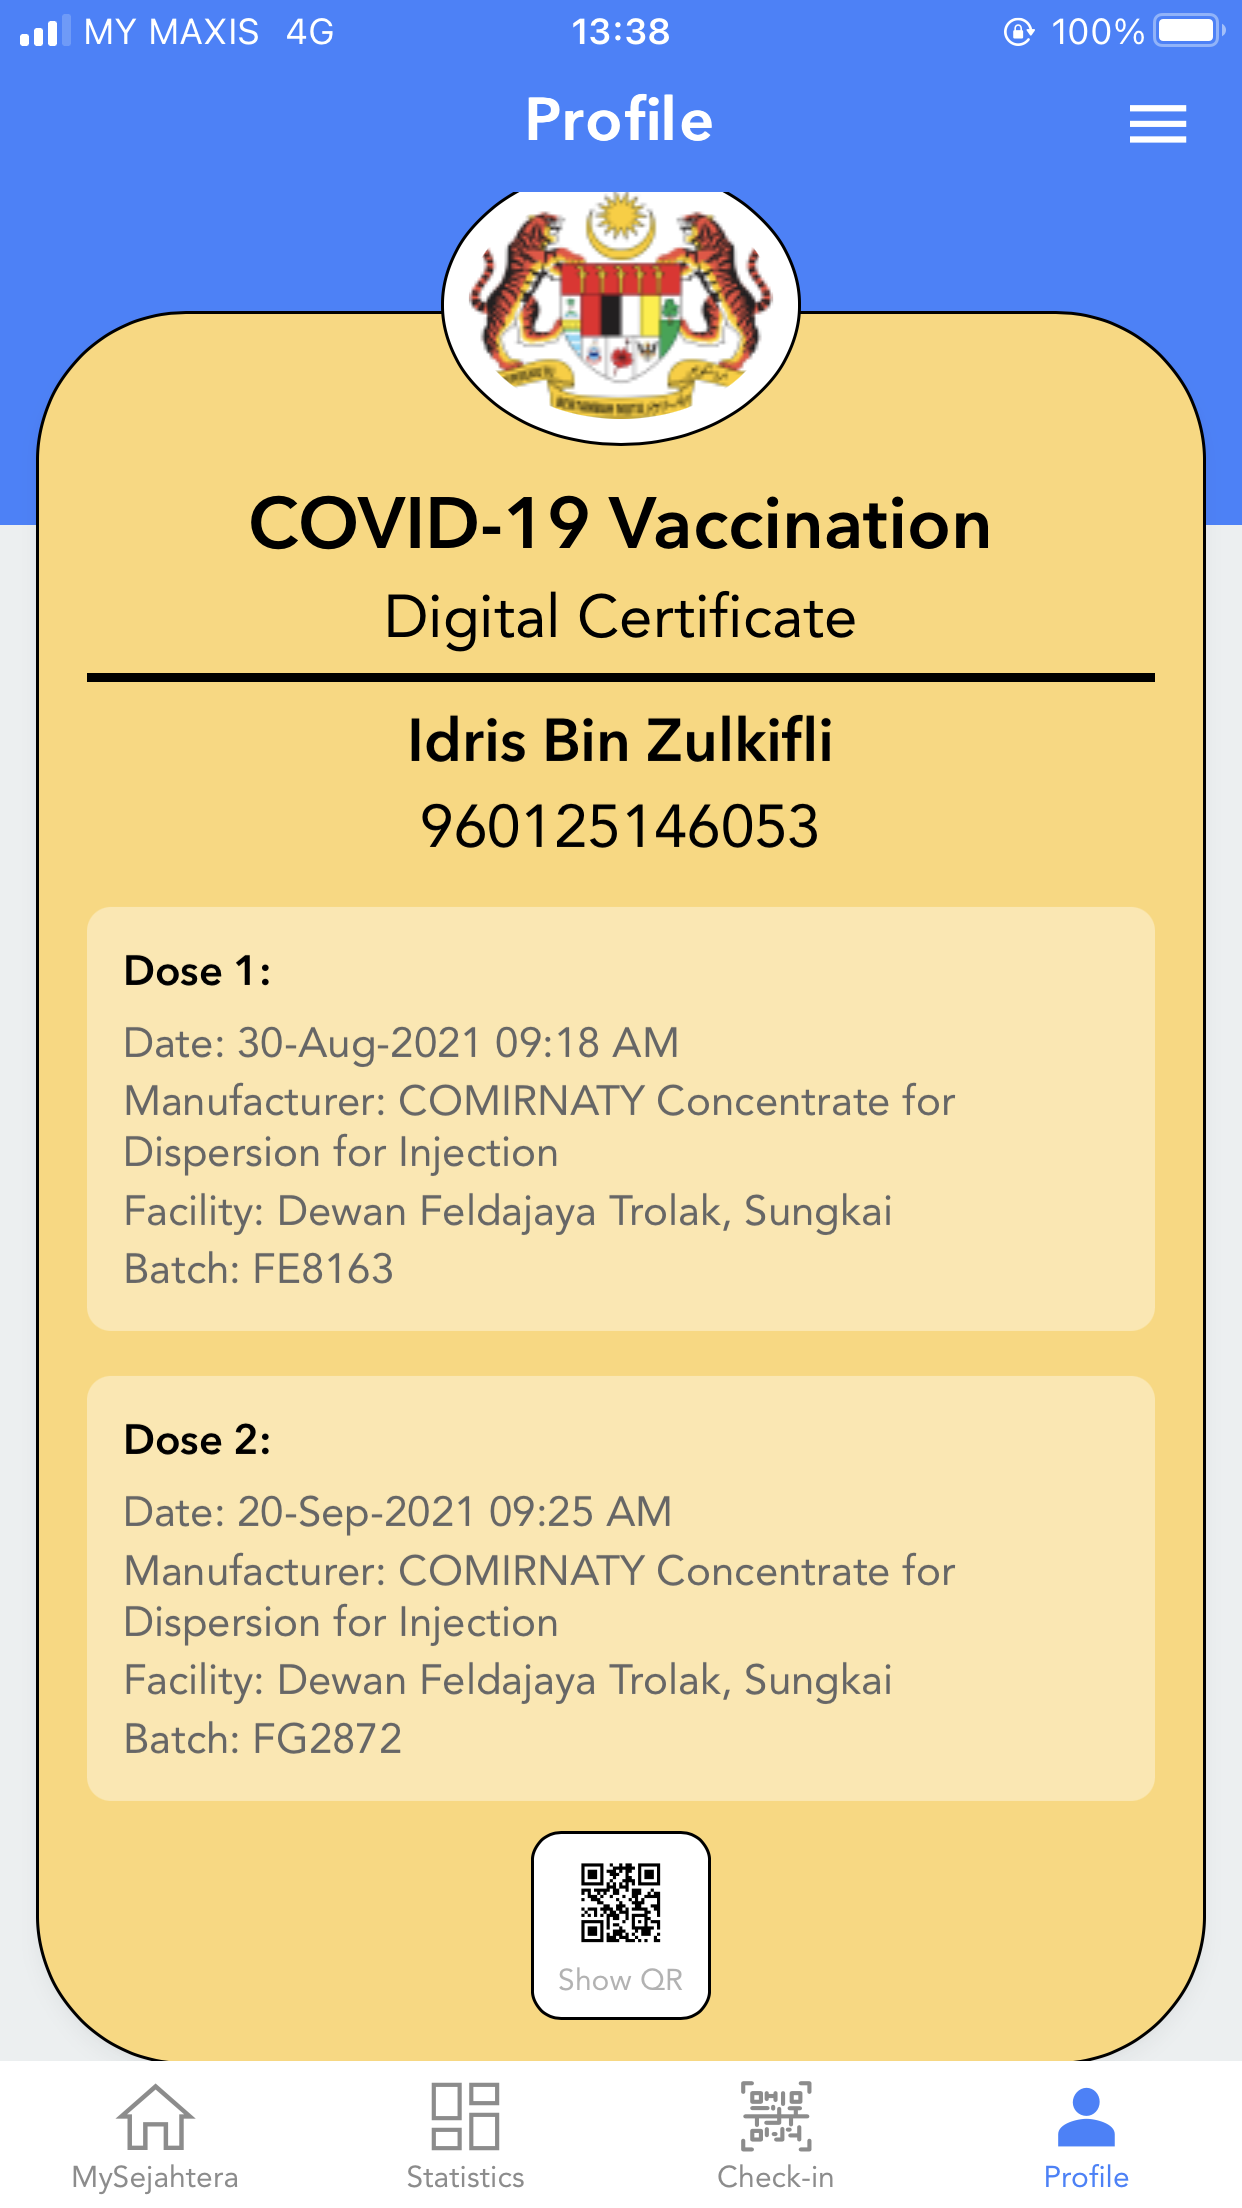 MY MAXIS 4G 13:38 100%
Profile
COVID-19 Vaccination
Digital Certificate
Idris Bin Zulkifli
960125146053
Dose 1:
Date: 30-Aug-2021 09:18 AM
Manufacturer: COMIRNATY Concentrate for
Dispersion for Injection
Facility: Dewan Feldajaya Trolak, Sungkai
Batch: FE8163
Dose 2:
Date: 20-Sep-2021 09:25 AM
Manufacturer: COMIRNATY Concentrate for
Dispersion for Injection
Facility: Dewan Feldajaya Trolak, Sungkai
Batch: FG2872
Show QR
MySejahtera Statistics Check-in Profile